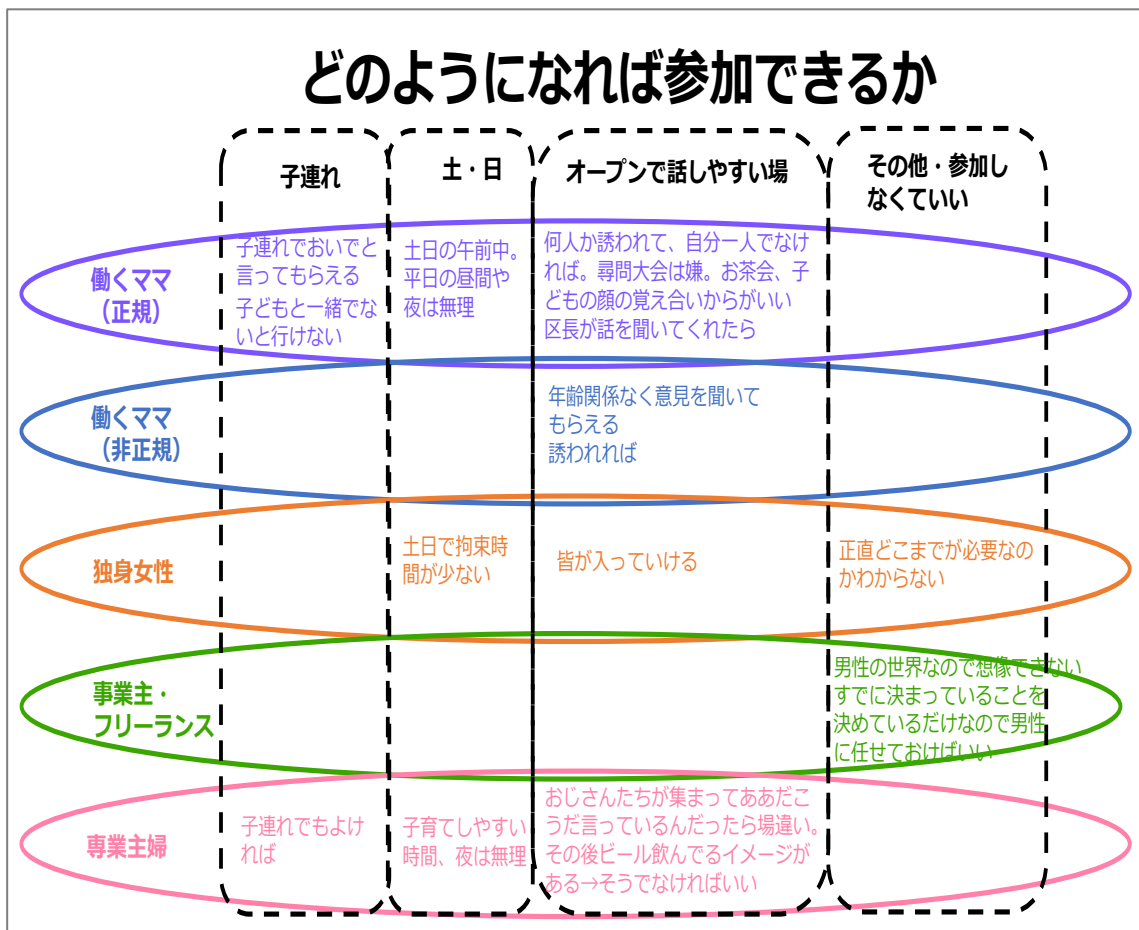 どのようになれば参加できるか
子連れ
土・日
オープンで話しやすい場
その他・参加し
なくていい
働くママ
（正規）
子連れでおいでと
言ってもらえる
子どもと一緒でな
いと行けない
土日の午前中。
平日の昼間や
夜は無理
何人か誘われて、自分一人でなけ
れば。尋問大会は嫌。お茶会、子
どもの顔の覚え合いからがいい
区長が話を聞いてくれたら
働くママ
（非正規）
年齢関係なく意見を聞いて
もらえる
誘われれば
独身女性
土日で拘束時
間が少ない
皆が入っていける
正直どこまでが必要なの
かわからない
事業主・
フリーランス
男性の世界なので想像できない
すでに決まっていることを
決めているだけなので男性
に任せておけばいい
専業主婦
子連れでもよけ
れば
子育てしやすい
時間、夜は無理
おじさんたちが集まってああだこ
うだ言っているんだったら場違い。
その後ビール飲んでるイメージが
ある→そうでなければいい